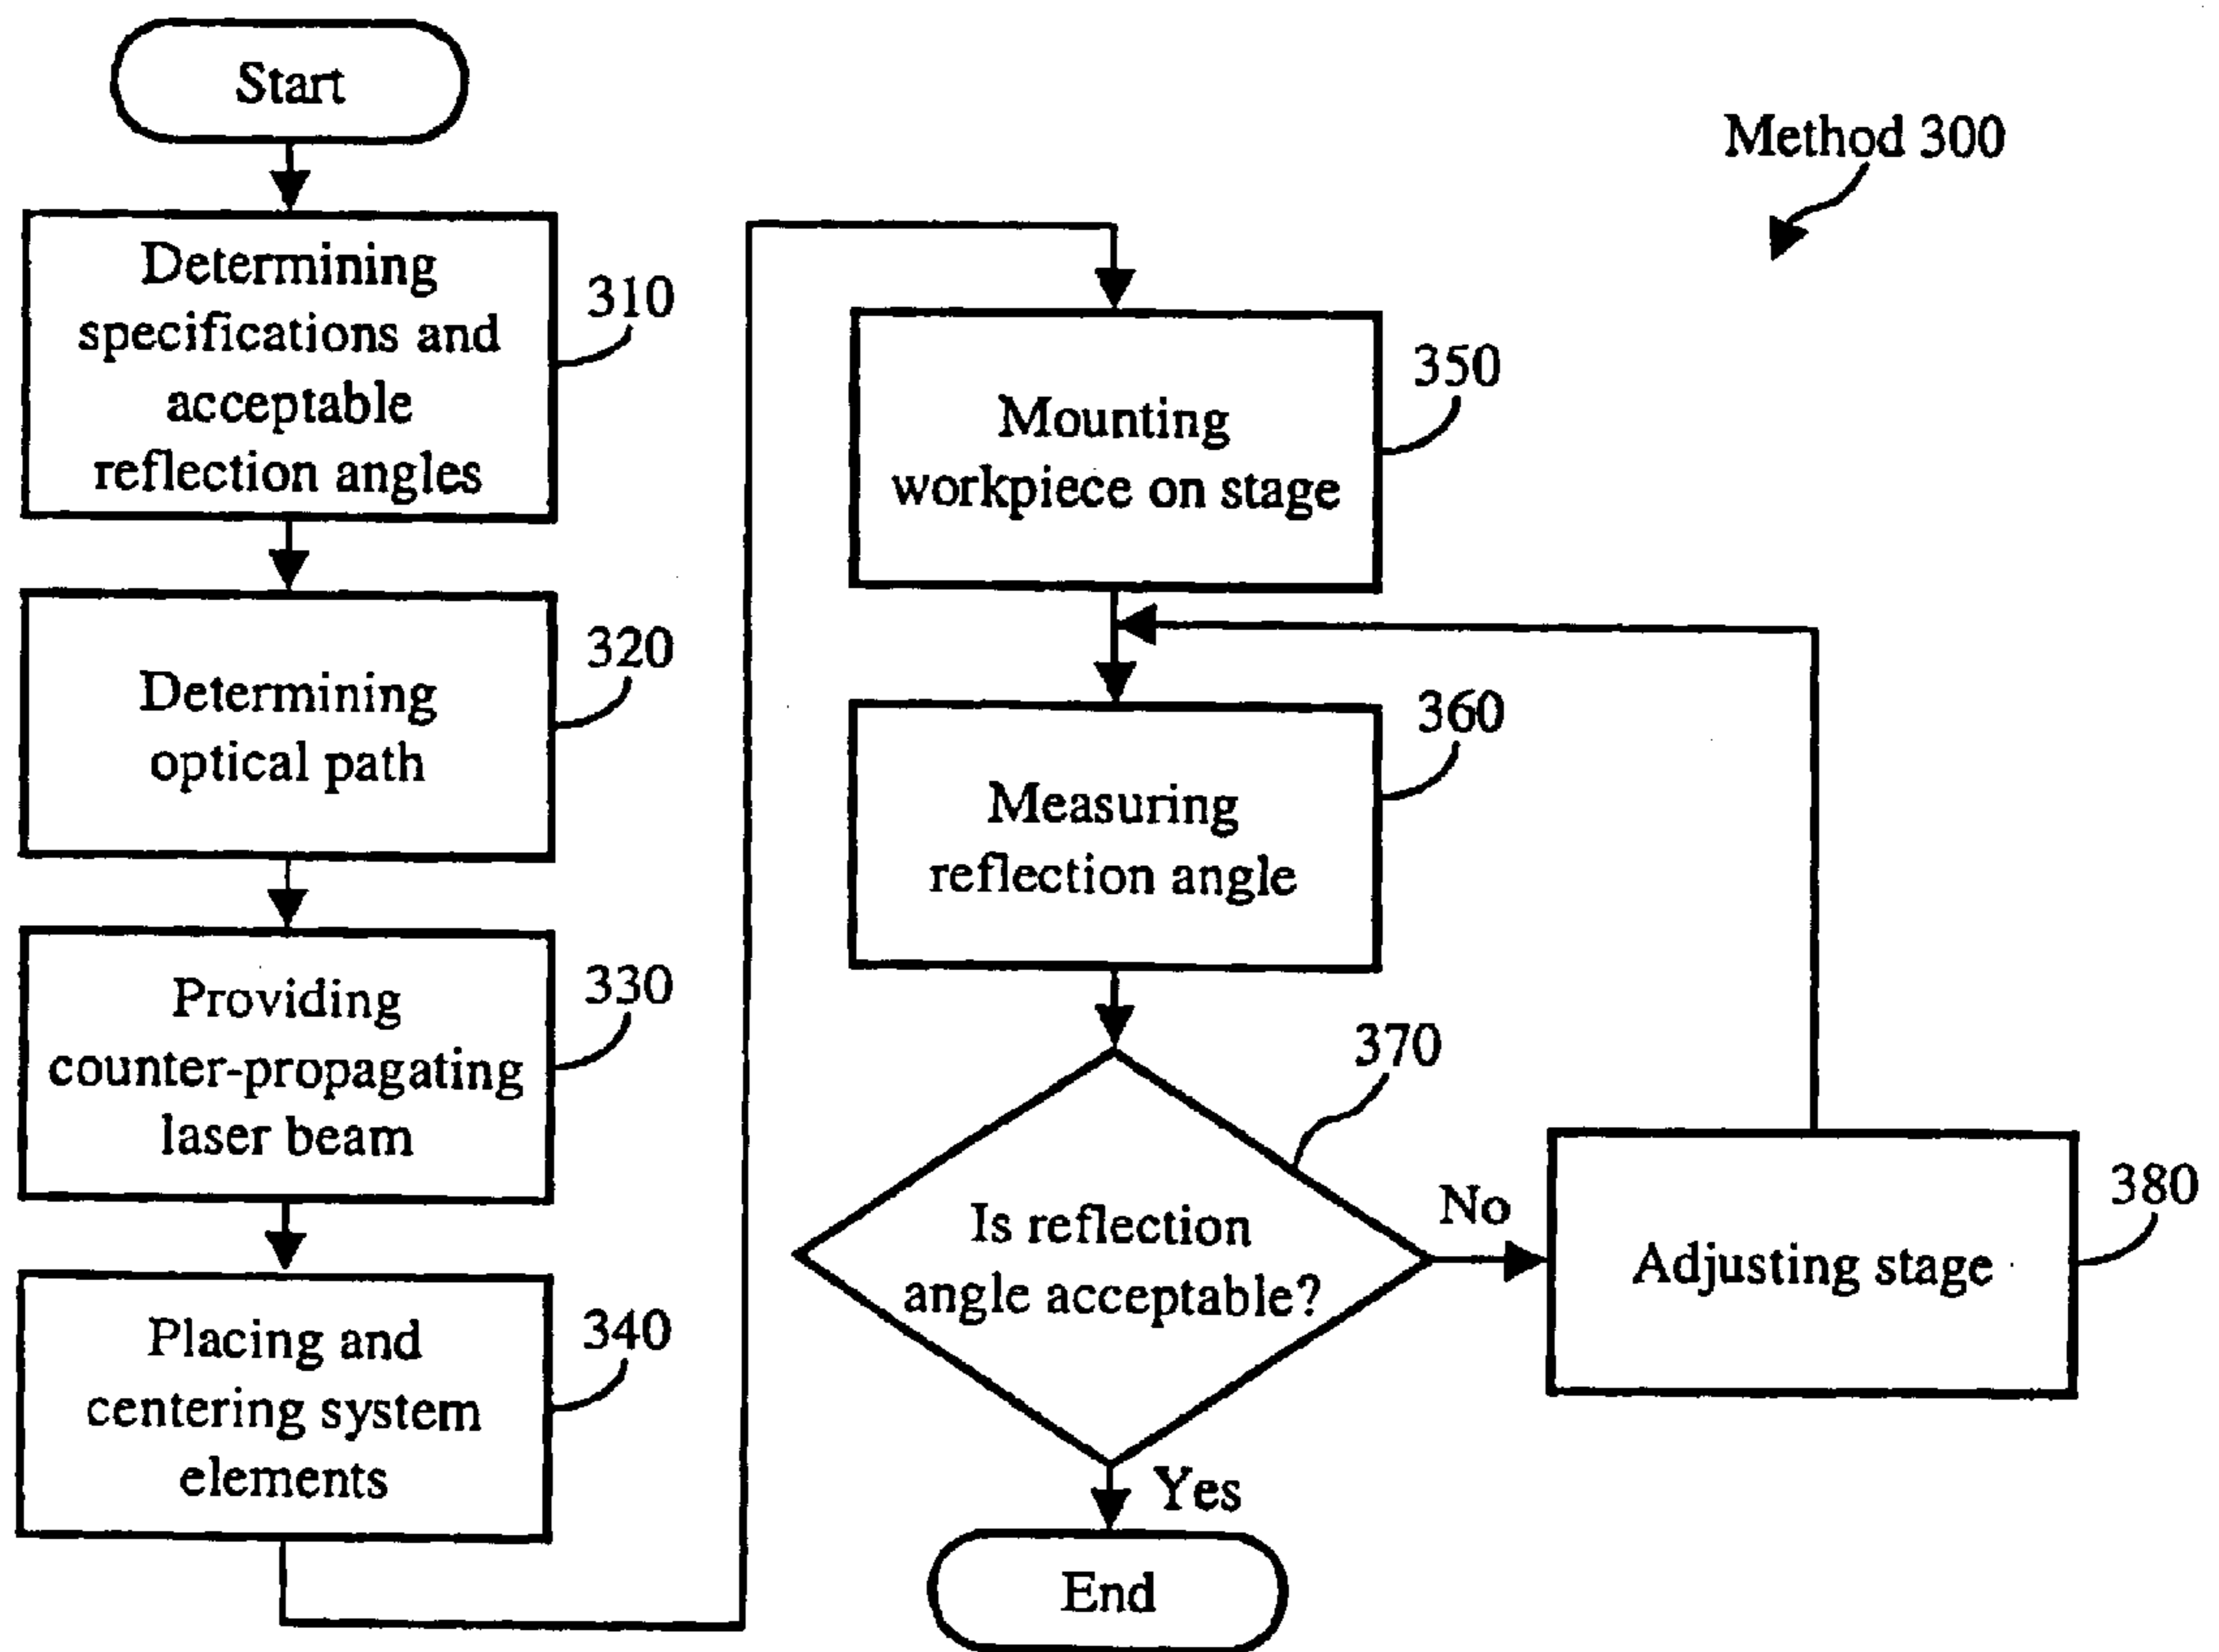 Start
Determining
specifications and
acceptable
reflection angles
310
Determining
optical path
320
Providing
counter-propagating
laser beam
330
Placing and
centering system
elements
340
Method 300
Mounting
workpiece on stage
350
Measuring
reflection angle
360
Is reflection
angle acceptable?
370
No
Adjusting stage
380
Yes
End